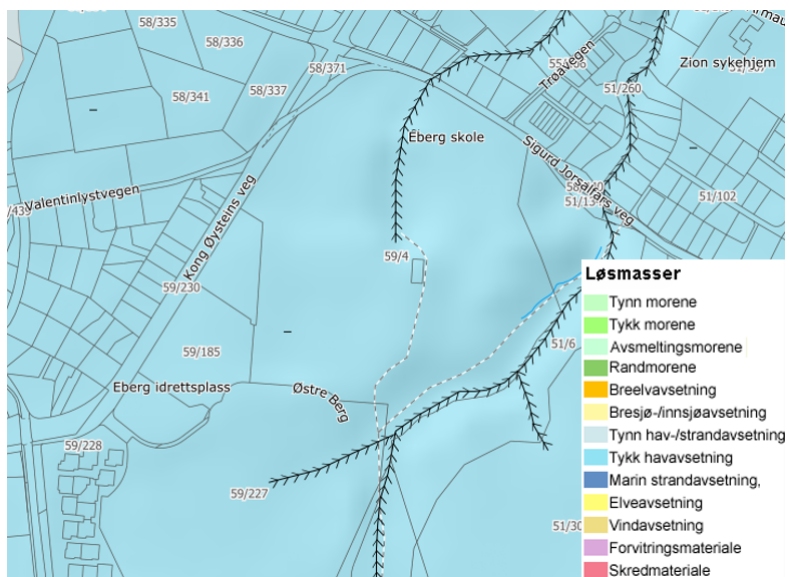 58/335
58/336
58/371
58/337
58/341
Trøavegen
Zion sykehjem
51/260
Eberg skole
Sigurd Jorsalfars veg
51/102
Valentinlystvegen
Kong Øysteins veg
59/4
59/230
59/185
51/6
Eberg idrettsplass
Østre Berg
59/228
59/227
Løsmasser
Tynn morene
Tykk morene
Avsmeltingsmorene
Randmorene
Breelvavsetning
Bresjø-/innsjøavsetning
Tynn hav-/strandavsetning
Tykk havavsetning
Marin strandavsetning,
Elveavsetning
Vindavsetning
Forvitringsmateriale
Skredmateriale